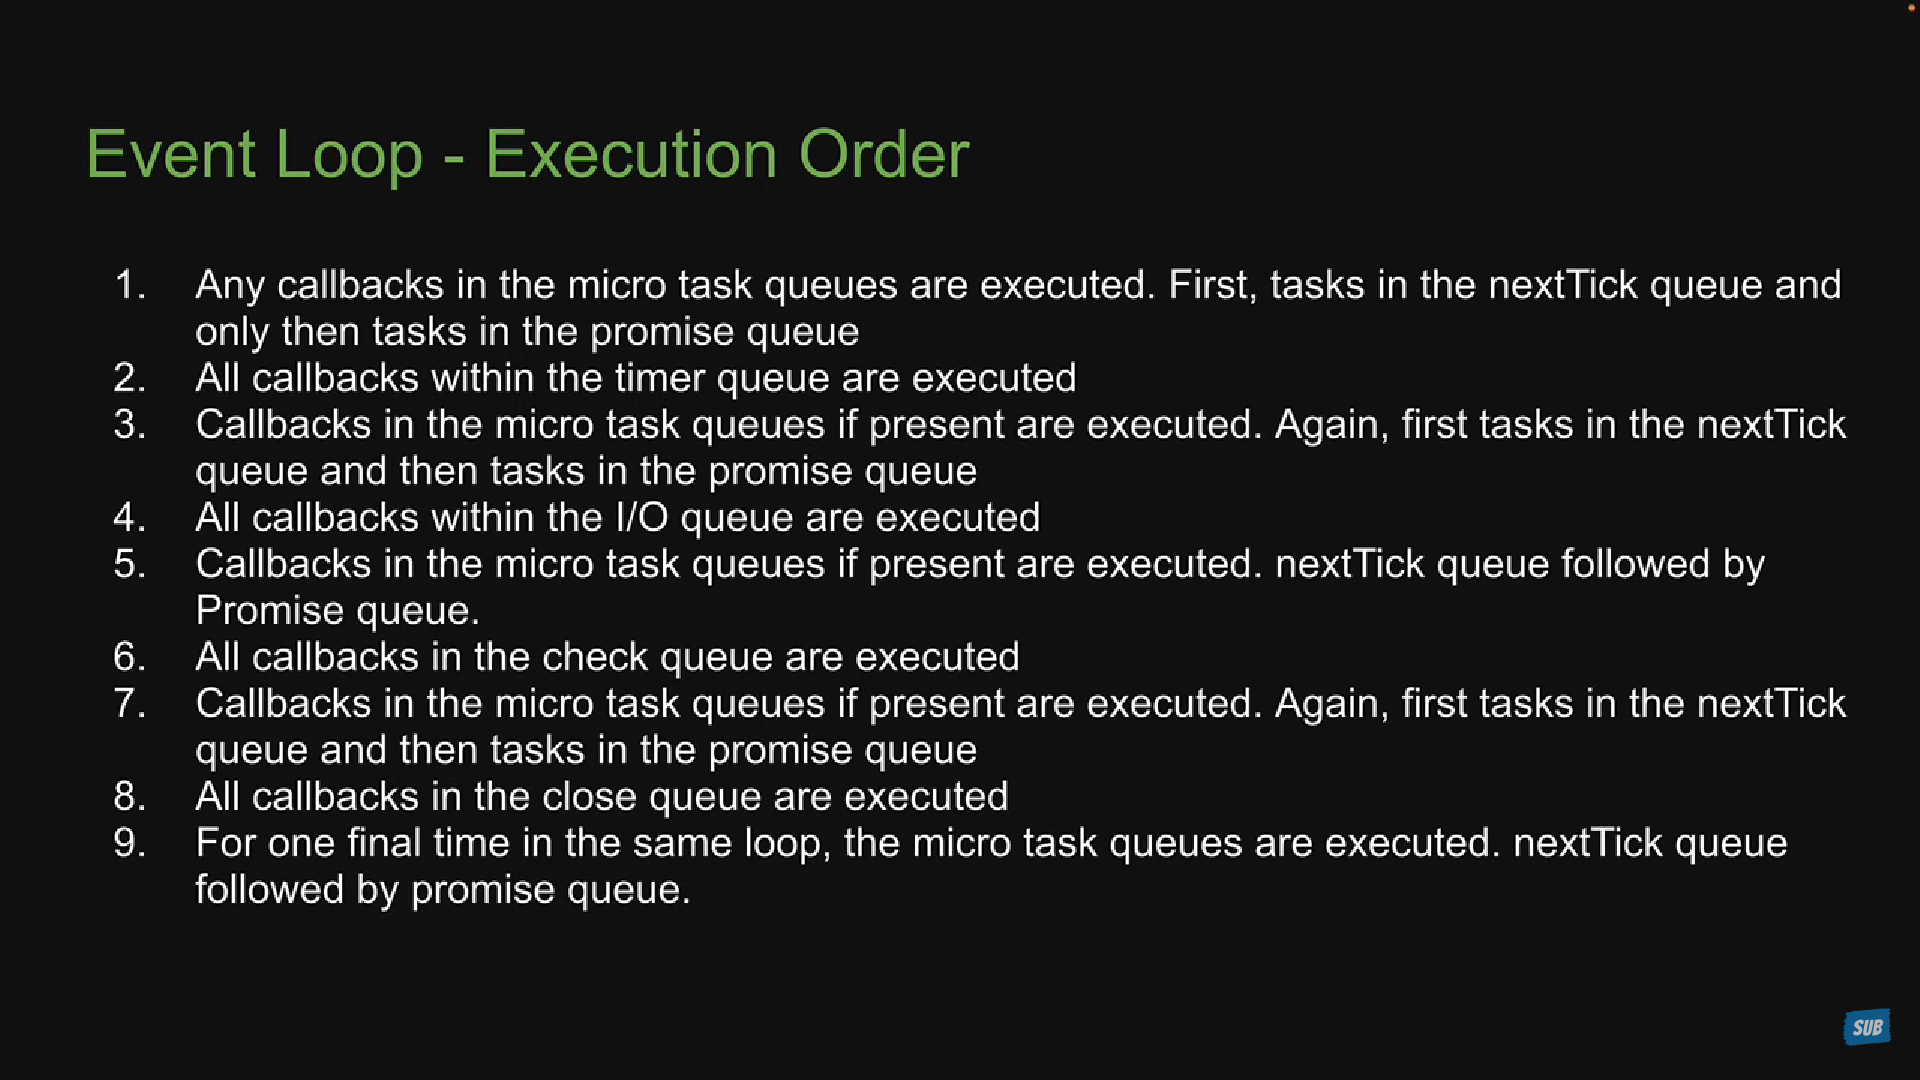 Event Loop - Execution Order
1. Any callbacks in the micro task queues are executed. First, tasks in the nextTick queue and
only then tasks in the promise queue
2. All callbacks within the timer queue are executed
3. Callbacks in the micro task queues if present are executed. Again, first tasks in the nextTick
queue and then tasks in the promise queue
4. All callbacks within the I/O queue are executed
5. Callbacks in the micro task queues if present are executed. nextTick queue followed by
Promise queue.
6. All callbacks in the check queue are executed
7. Callbacks in the micro task queues if present are executed. Again, first tasks in the nextTick
queue and then tasks in the promise queue
8. All callbacks in the close queue are executed
9. For one final time in the same loop, the micro task queues are executed. nextTick queue
followed by promise queue.
SUB